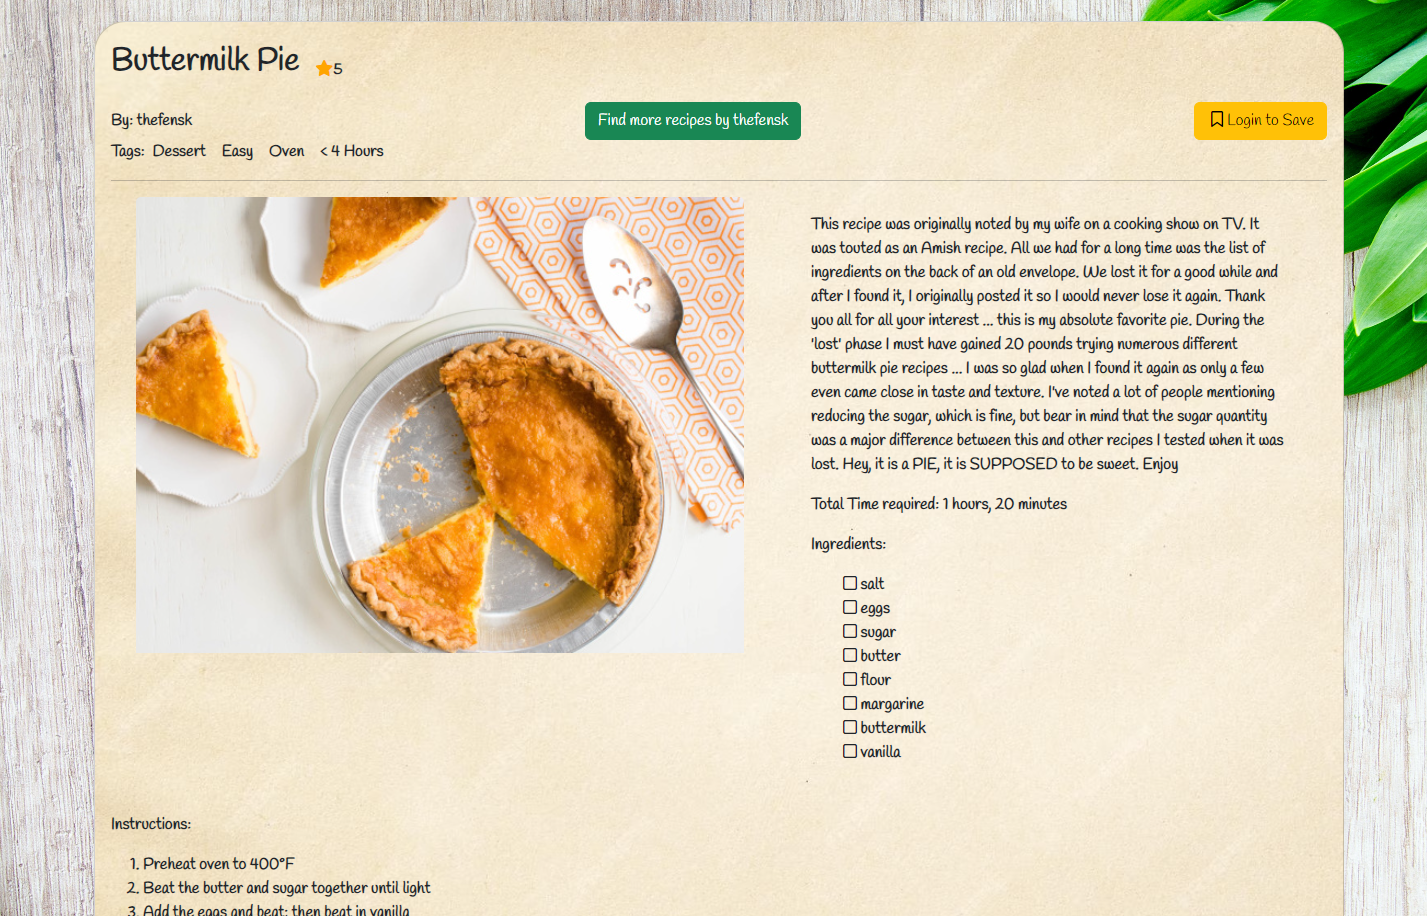 Buttermilk Pie 5
By: thefensk
Find more recipes by thefensk
Login to Save
Tags: Dessert Easy Oven < 4 Hours
This recipe was originally noted by my wife on a cooking show on TV. It
was touted as an Amish recipe. All we had for a long time was the list of
ingredients on the back of an old envelope. We lost it for a good while and
after I found it, I originally posted it so I would never lose it again. Thank
you all for all your interest ... this is my absolute favorite pie. During the
'lost' phase I must have gained 20 pounds trying numerous different
buttermilk pie recipes ... I was so glad when I found it again as only a few
even came close in taste and texture. I've noted a lot of people mentioning
reducing the sugar, which is fine, but bear in mind that the sugar quantity
was a major difference between this and other recipes I tested when it was
lost. Hey, it is a PIE, it is SUPPOSED to be sweet. Enjoy
Total Time required: 1 hours, 20 minutes
Ingredients:
salt
eggs
sugar
butter
flour
margarine
buttermilk
vanilla
Instructions:
1. Preheat oven to 400°F
2. Beat the butter and sugar together until light
3. Add the eggs and beat; then beat in vanilla